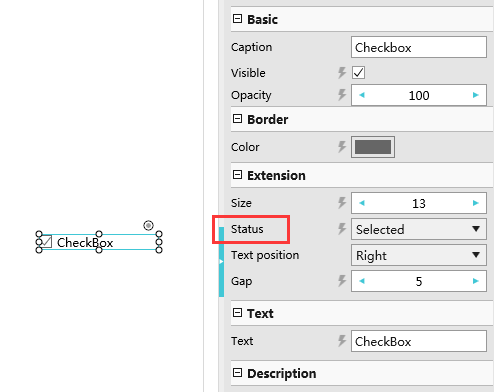 Basic
Caption Checkbox
Visible
Opacity 100
Border
Color
Extension
Size 13
Status Selected
CheckBox
Text position Right
Gap 5
Text
Text CheckBox
Description